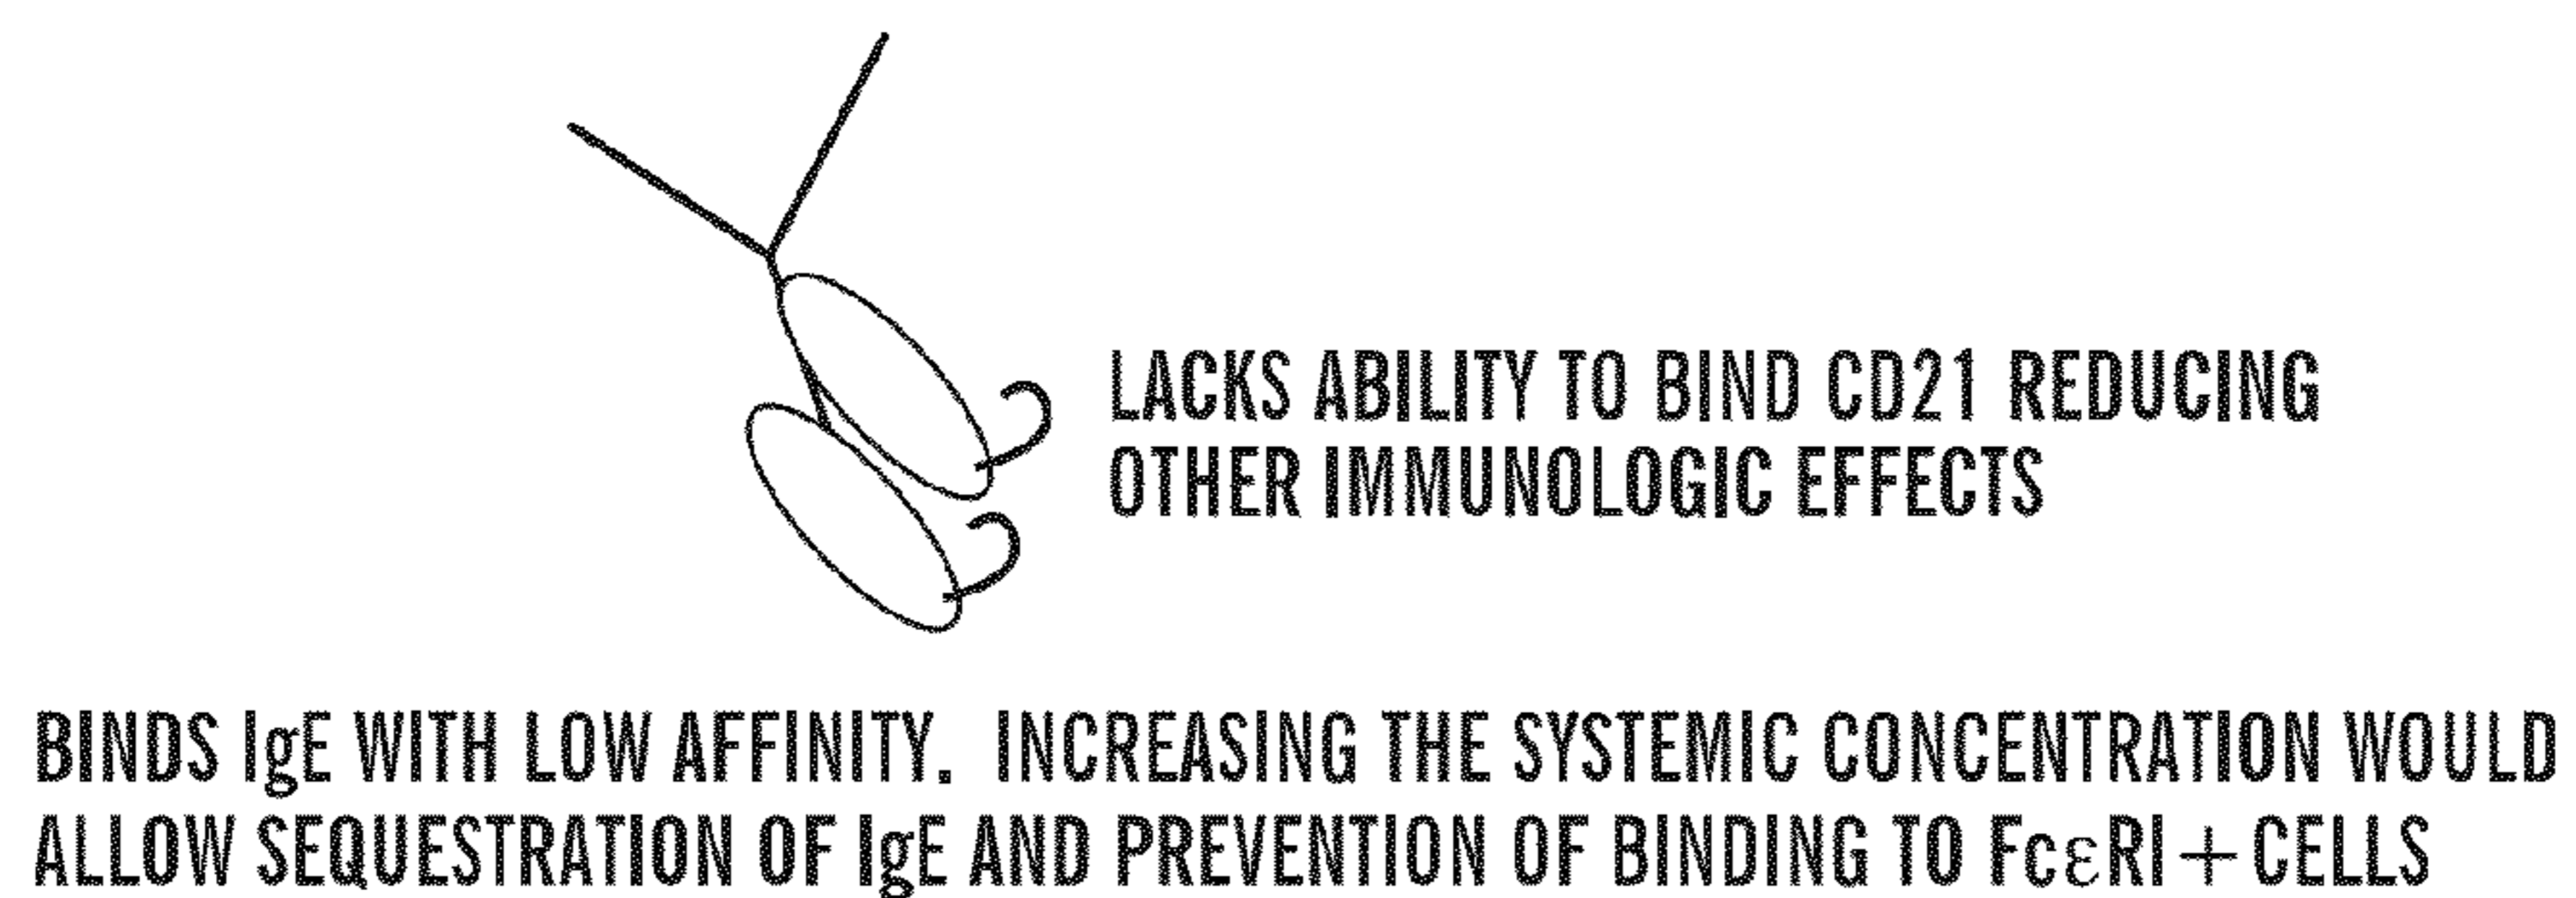 LACKS ABILITY TO BIND CD21 REDUCING
OTHER IMMUNOLOGIC EFFECTS
BINDS IgE WITH LOW AFFINITY. INCREASING THE SYSTEMIC CONCENTRATION WOULD
ALLOW SEQUESTRATION OF IgE AND PREVENTION OF BINDING TO FcεRI+CELLS